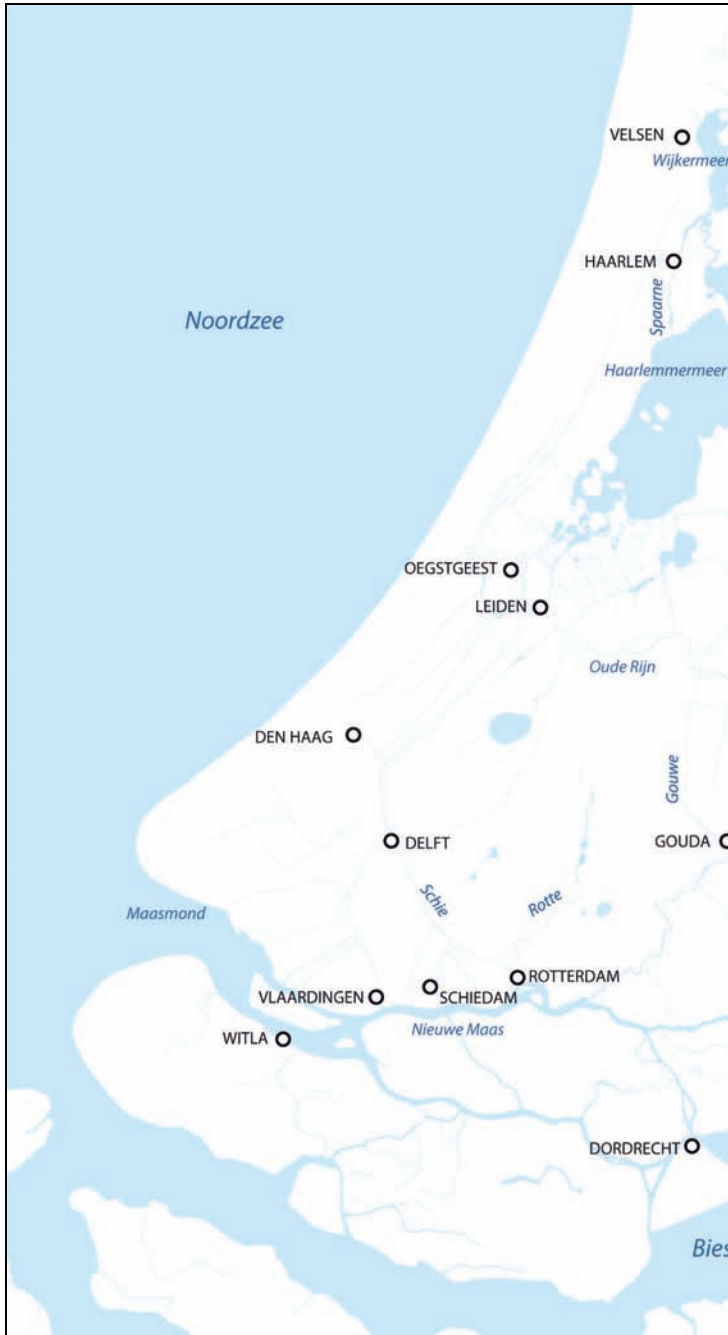 VELSEN
Wijkermeer
HAARLEM
Spaarne
Noordzee
Haarlemmermeer
OEGSTGEEST
LEIDEN
Oude Rijn
DEN HAAG
Gouwe
DELFT
GOUDA
Schie
Rotte
Maasmond
ROTTERDAM
VLAARDINGEN
SCHIEDAM
Nieuwe Maas
WITLA
DORDRECHT
Bies